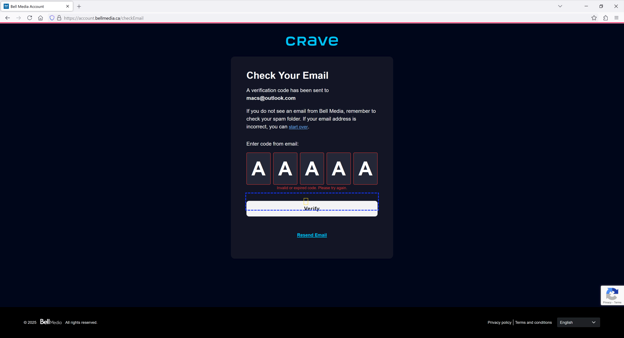 Bell Media Account
https://account.bellmedia.ca/checkEmail
CRAVE
Check Your Email
A verification code has been sent to
macs@outlook.com
If you do not see an email from Bell Media, remember to
check your spam folder. If your email address is
incorrect, you can start over.
Enter code from email:
A A A A A
Invalid or expired code. Please try again.
Verify
Resend Email
Privacy - Terms
© 2025 BellMedia All rights reserved.
Privacy policy | Terms and conditions English